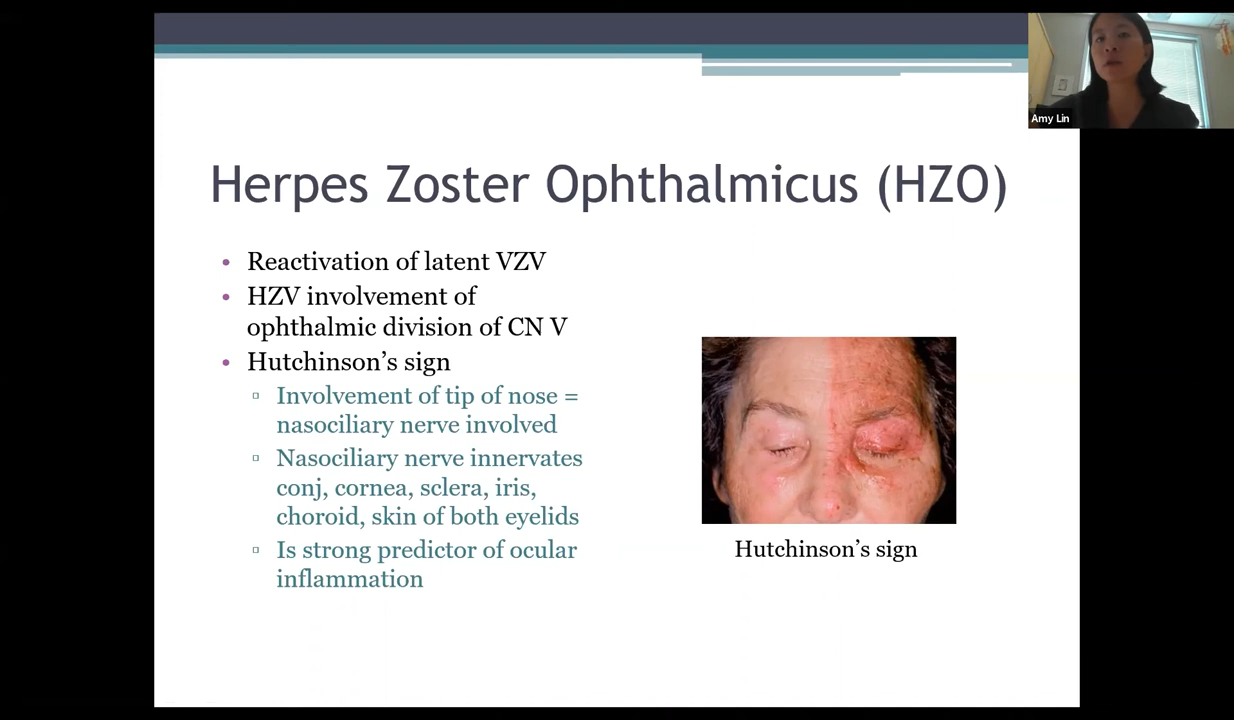 Amy Lin
Herpes Zoster Ophthalmicus (HZO)
• Reactivation of latent VZV
• HZV involvement of
ophthalmic division of CN V
• Hutchinson’s sign
▫ Involvement of tip of nose =
nasociliary nerve involved
▫ Nasociliary nerve innervates
conj, cornea, sclera, iris,
choroid, skin of both eyelids
▫ Is strong predictor of ocular
inflammation
Hutchinson’s sign